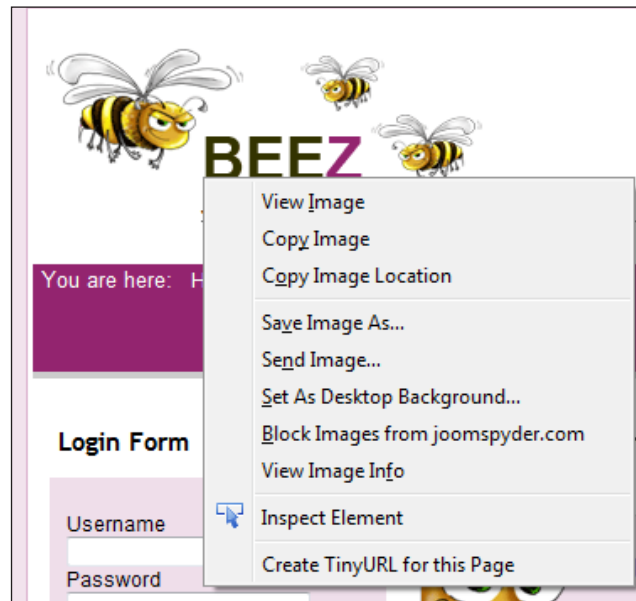 BEEZ
View Image
Copy Image
Copy Image Location
You are here: H
Save Image As...
Send Image...
Set As Desktop Background...
Block Images from joomspyder.com
Login Form
View Image Info
Inspect Element
Username
Create TinyURL for this Page
Password